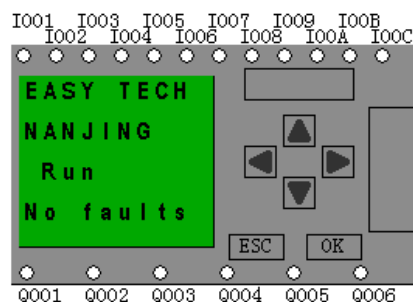 I001 I003 I005 I007 I009 I00B
I002 I004 I006 I008 I00A I00C
EASY TECH
NANJING
Run
No faults
ESC OK
Q001 Q002 Q003 Q004 Q005 Q006